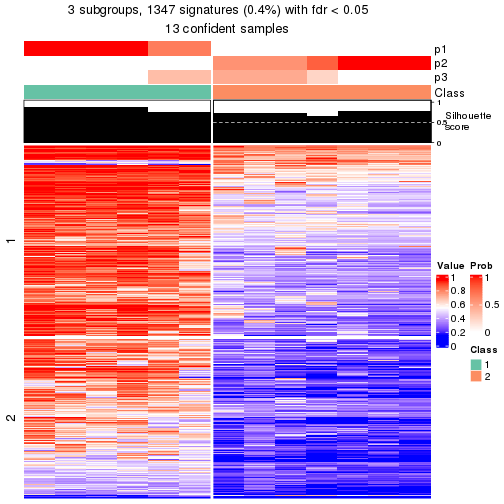 3 subgroups, 1347 signatures (0.4%) with fdr < 0.05
13 confident samples
p1
p2
p3
Class
1
0.5
0
Silhouette
score
1
2
Value
1
0.8
0.6
0.4
0.2
0
Prob
1
0.5
0
Class
1
2